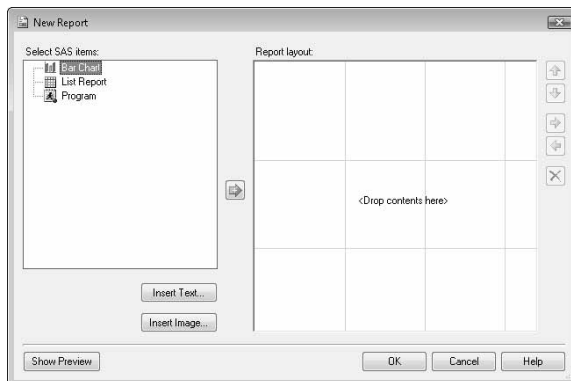 New Report
Select SAS items:
Bar Chart
List Report
Program
Report layout:
<Drop contents here>
Insert Text...
Insert Image...
Show Preview
OK
Cancel
Help